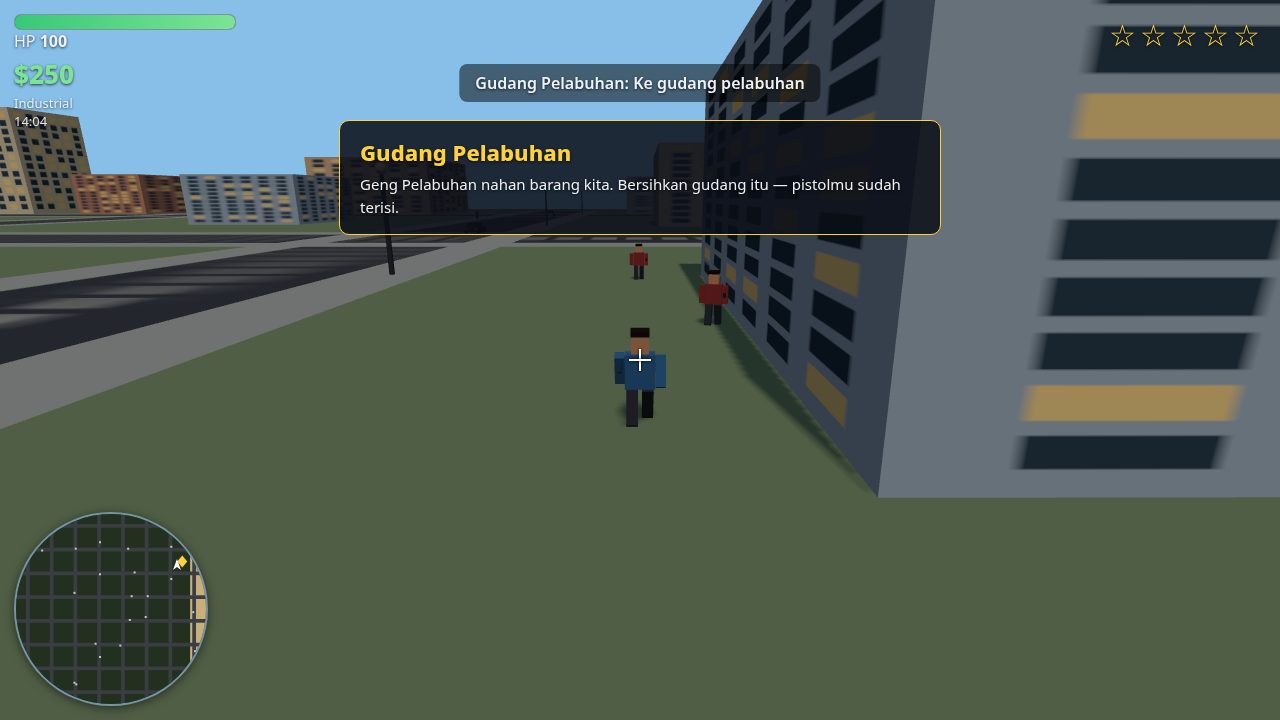 HP 100
$250
Industrial
14:04
Gudang Pelabuhan: Ke gudang pelabuhan
☆ ☆ ☆ ☆ ☆
Gudang Pelabuhan
Geng Pelabuhan nahan barang kita. Bersihkan gudang itu — pistolmu sudah
terisi.